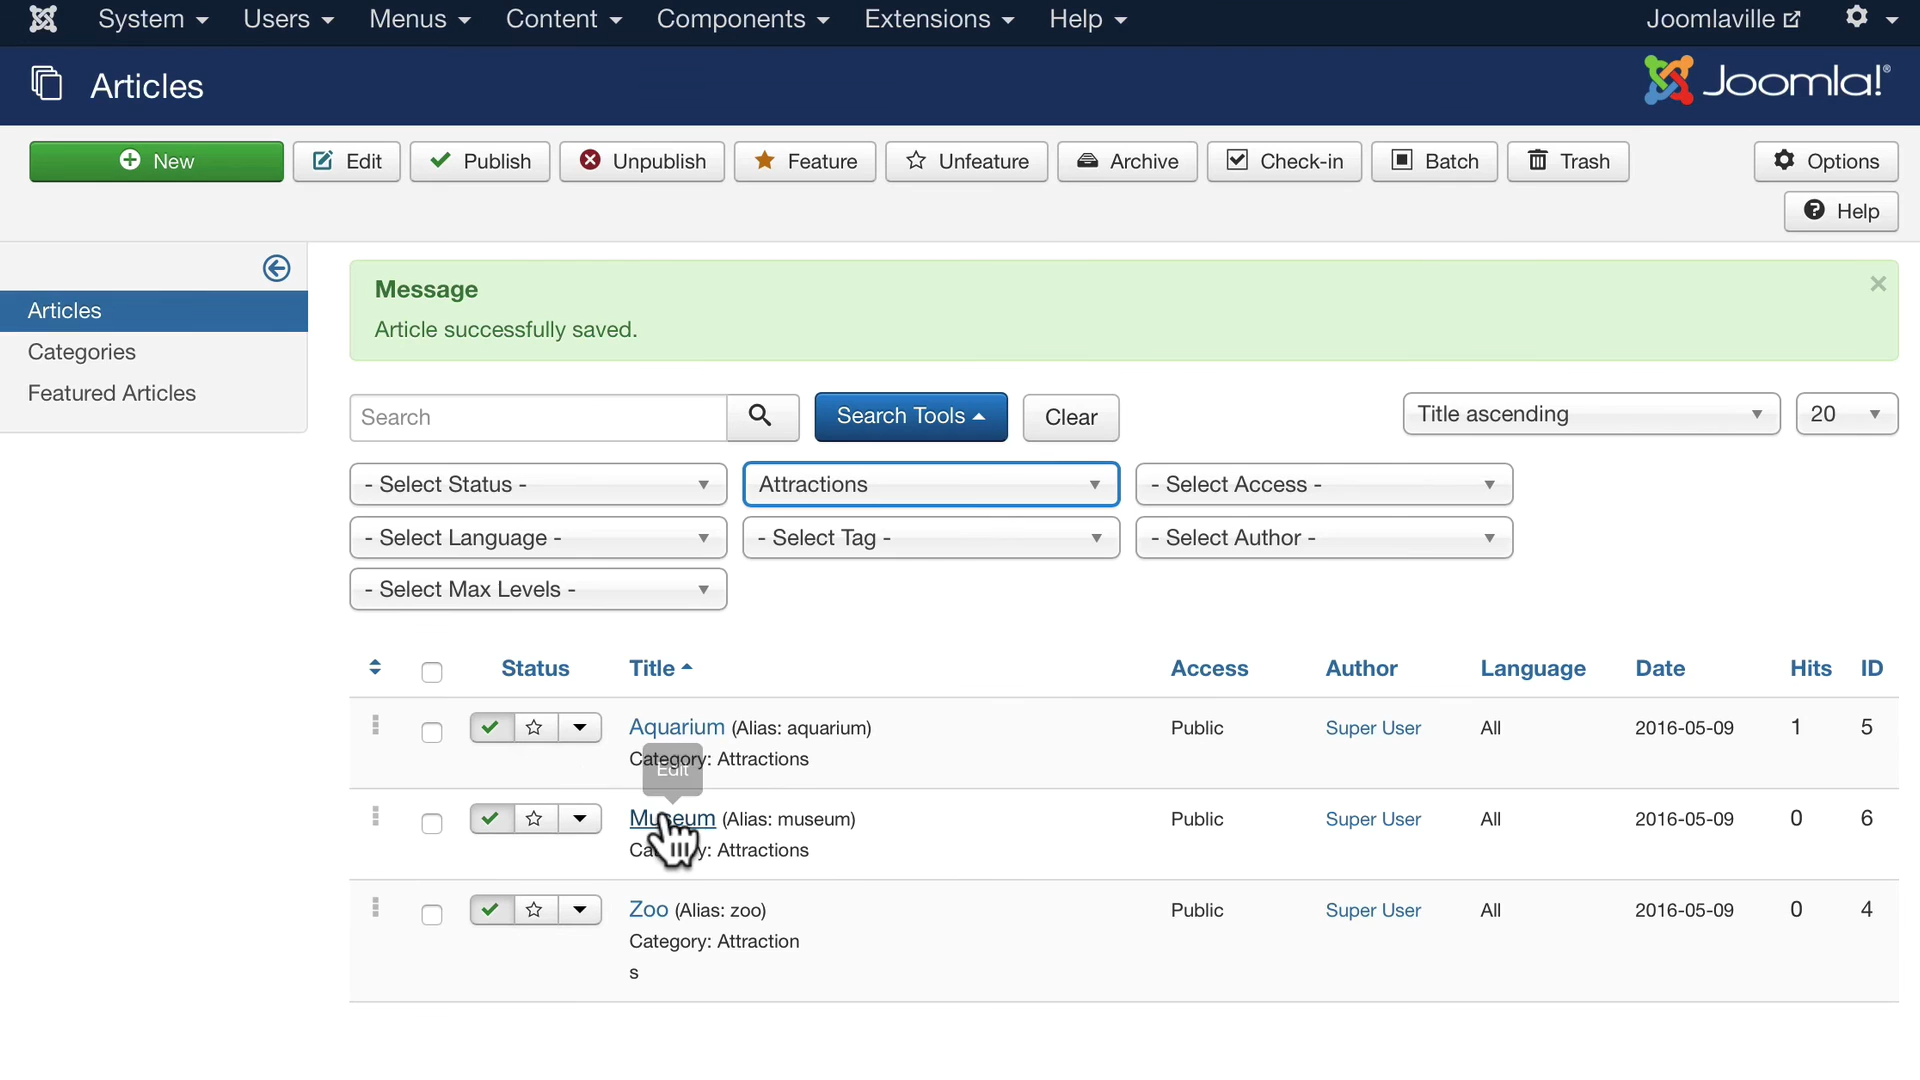 System Users Menus Content Components Extensions Help Joomlaville
Articles Joomla!®
New Edit Publish Unpublish Feature Unfeature Archive Check-in Batch Trash Options
Help
Articles
Categories
Featured Articles
Message ×
Article successfully saved.
Search Search Tools Clear Title ascending 20
- Select Status - Attractions - Select Access -
- Select Language - - Select Tag - - Select Author -
- Select Max Levels -
Status Title Access Author Language Date Hits ID
Aquarium (Alias: aquarium) Public Super User All 2016-05-09 1 5
Category: Attractions
Edit
Museum (Alias: museum) Public Super User All 2016-05-09 0 6
Category: Attractions
Zoo (Alias: zoo) Public Super User All 2016-05-09 0 4
Category: Attraction
s